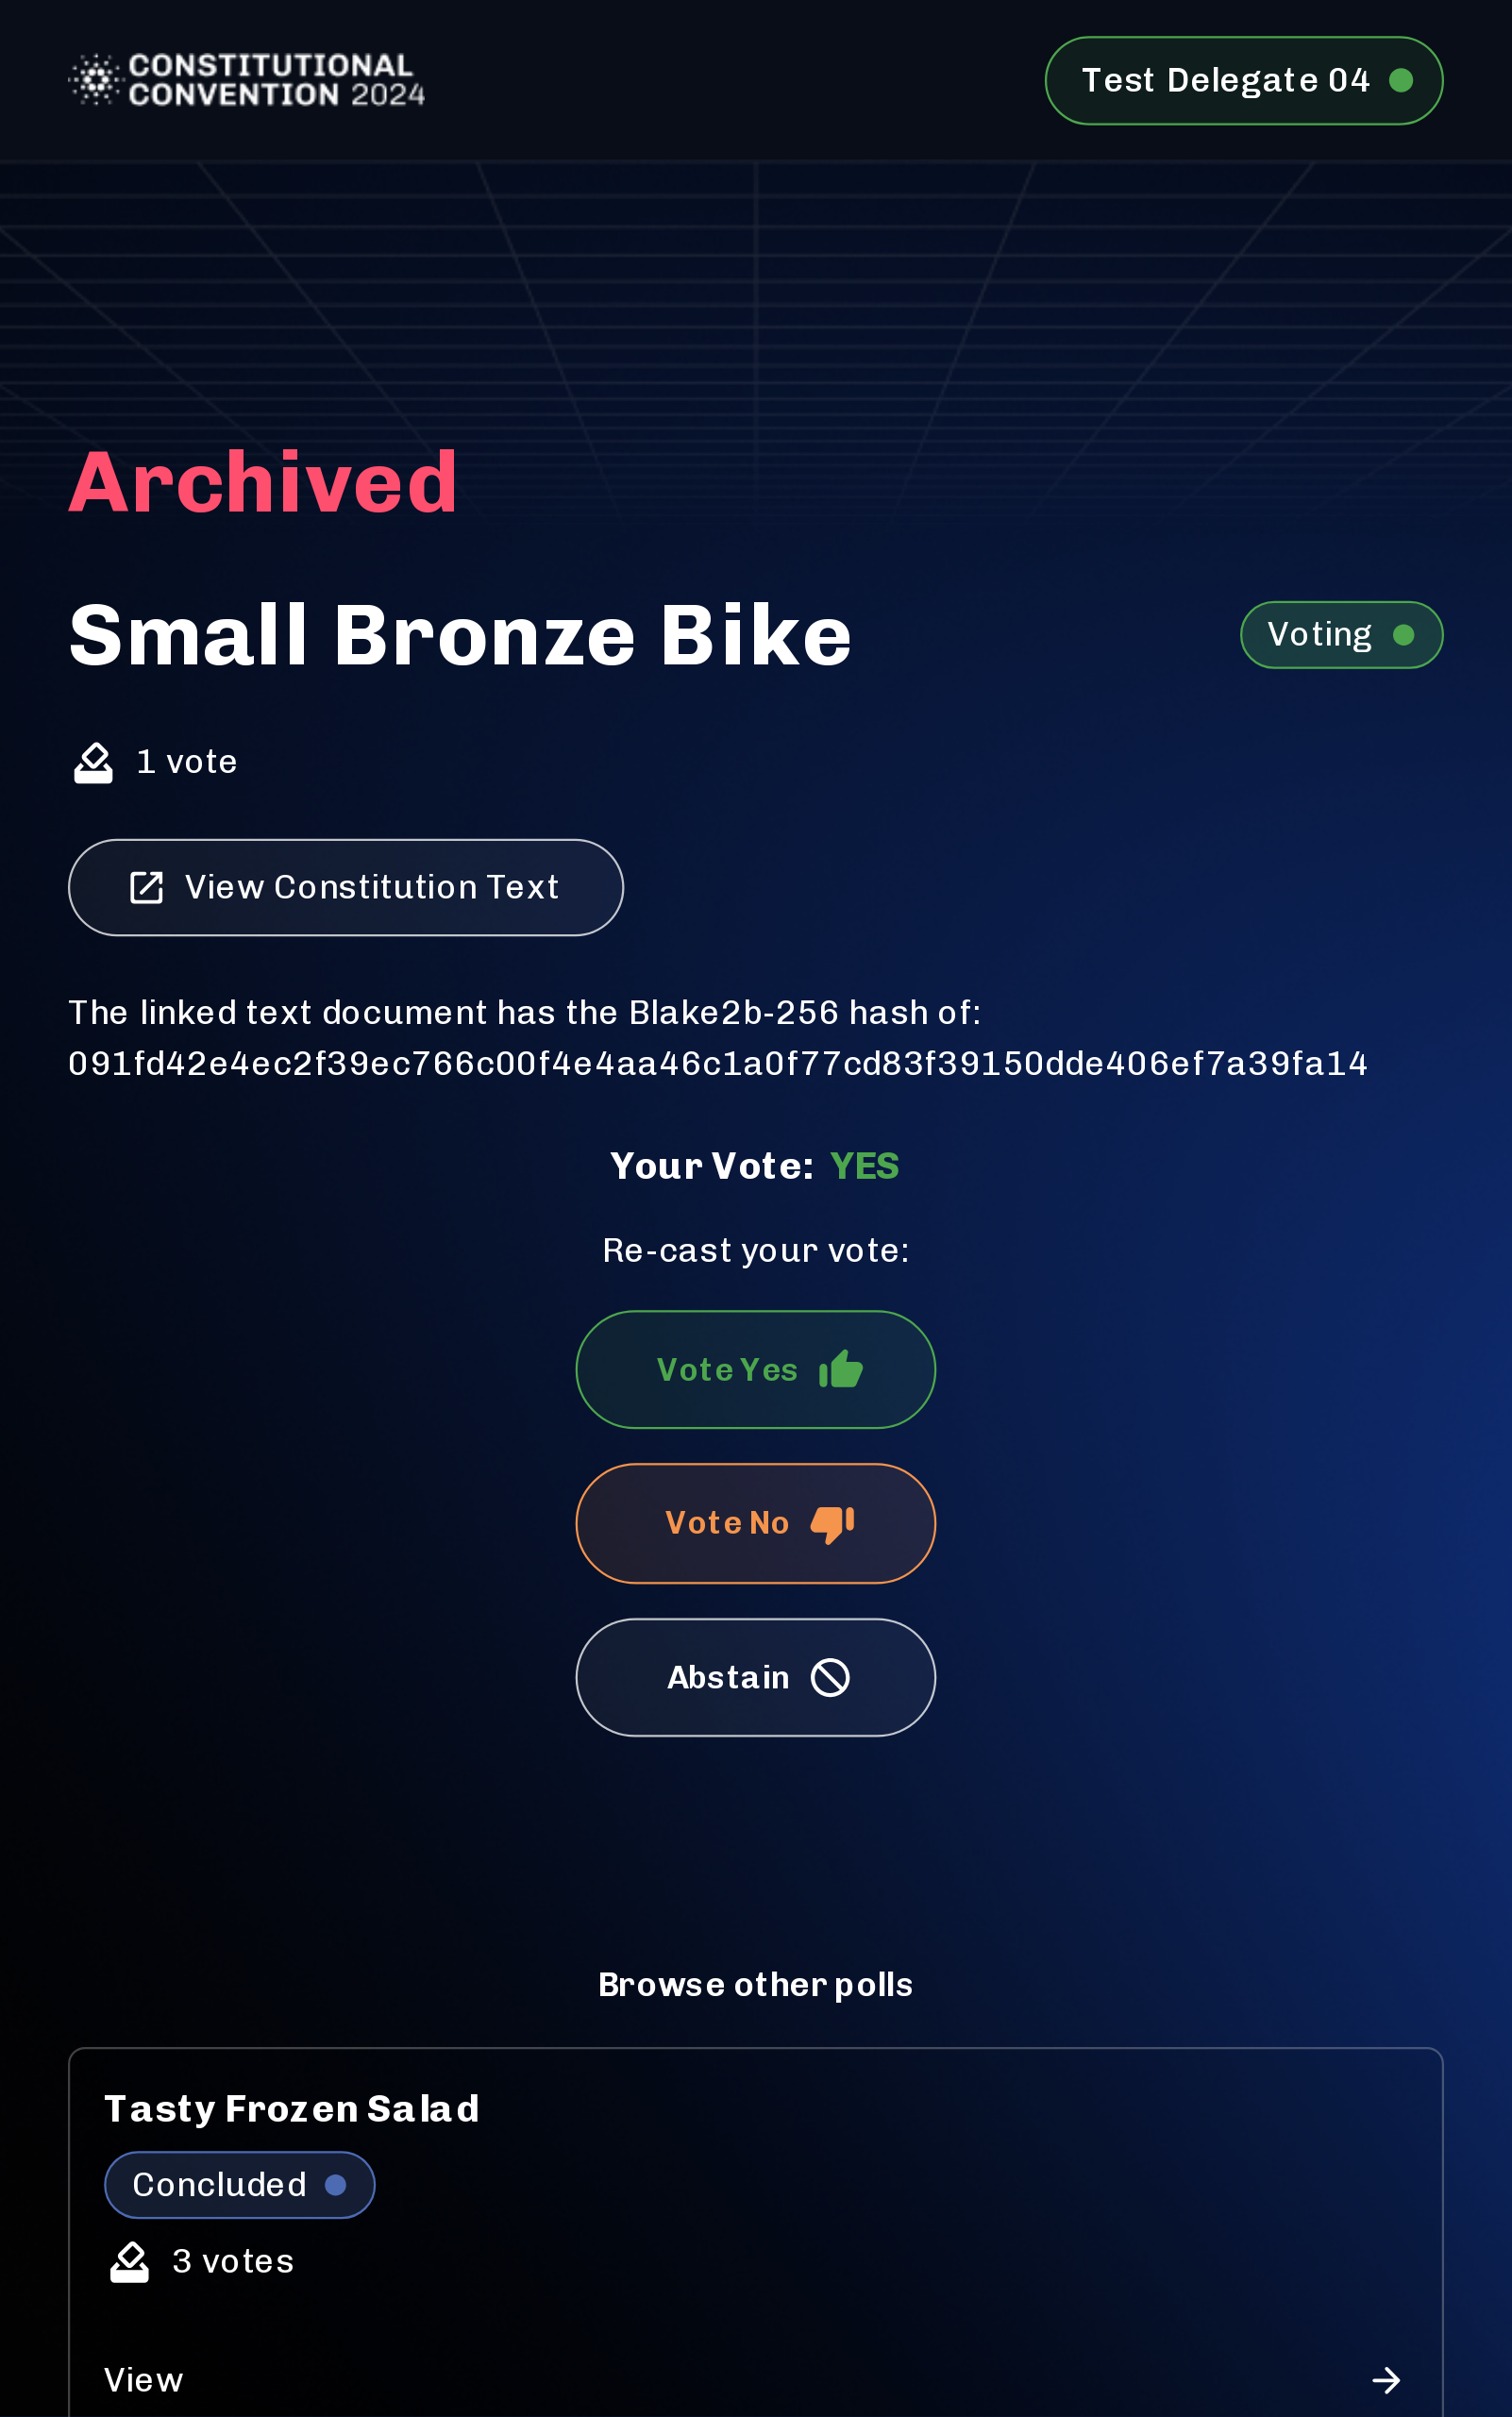 CONSTITUTIONAL
CONVENTION 2024
Test Delegate 04
Archived
Small Bronze Bike
Voting
1 vote
View Constitution Text
The linked text document has the Blake2b-256 hash of:
091fd42e4ec2f39ec766c00f4e4aa46c1a0f77cd83f39150dde406ef7a39fa14
Your Vote: YES
Re-cast your vote:
Vote Yes
Vote No
Abstain
Browse other polls
Tasty Frozen Salad
Concluded
3 votes
View